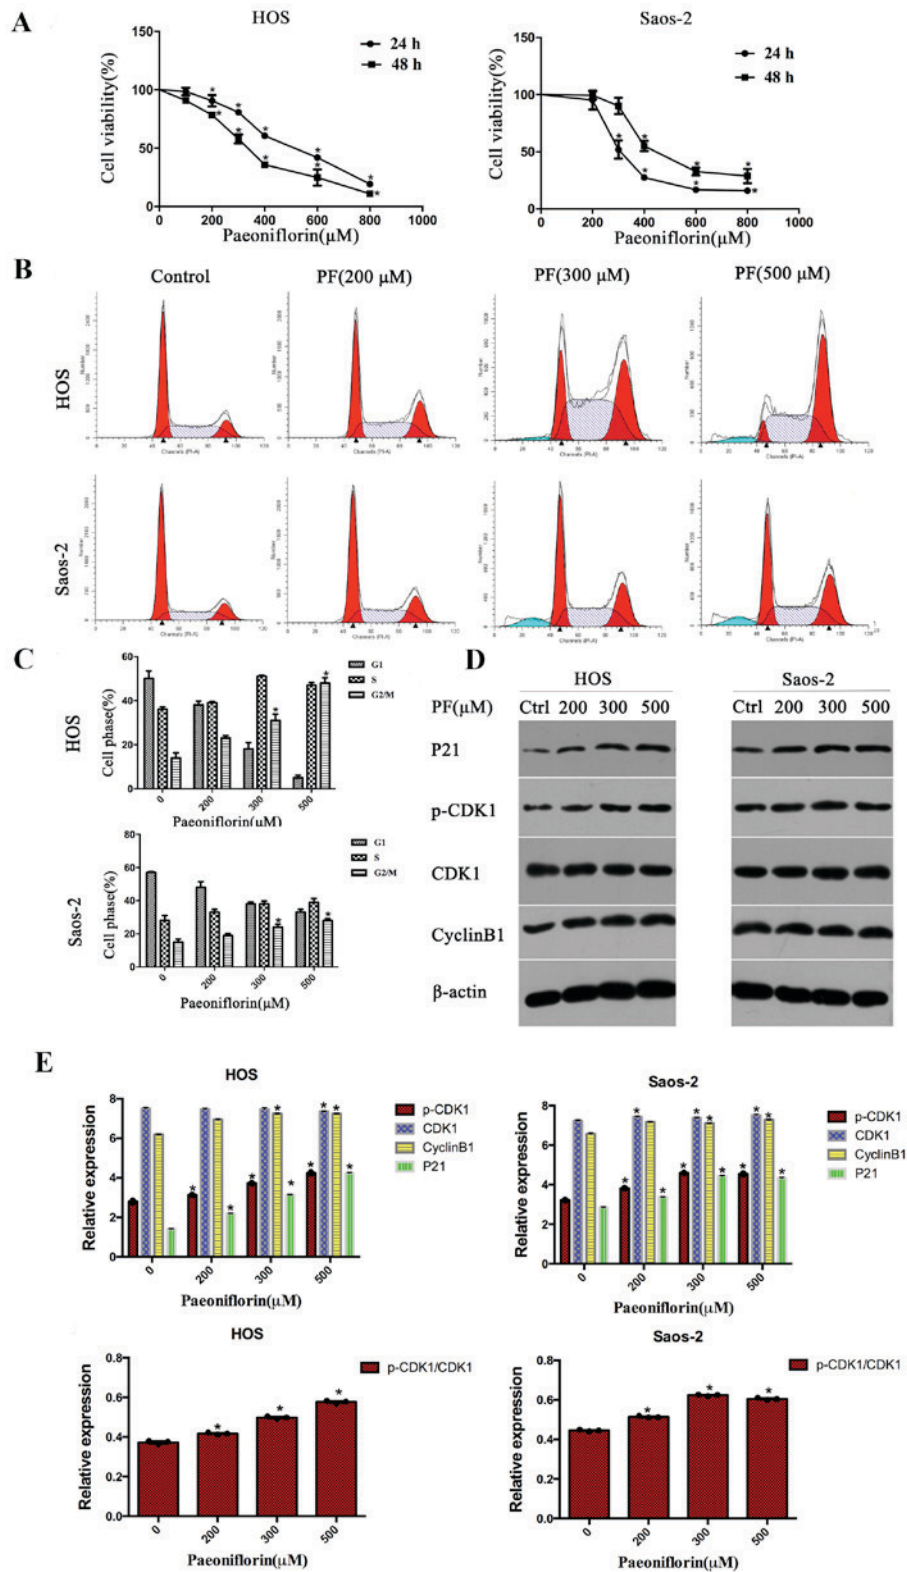 A
HOS
Saos-2
150
100
50
0
Cell viability(%)
24 h
48 h
0 200 400 600 800 1000
Paeoniflorin(μM)
150
100
50
0
Cell viability(%)
24 h
48 h
0 200 400 600 800 1000
Paeoniflorin(μM)
B
Control PF(200 μM) PF(300 μM) PF(500 μM)
HOS
Number
Channels (PI-A)
Saos-2
Number
Channels (PI-A)
C
HOS
Cell phase(%)
60
40
20
0
G1
S
G2/M
0 200 300 500
Paeoniflorin(μM)
Saos-2
Cell phase(%)
80
60
40
20
0
G1
S
G2/M
0 200 300 500
Paeoniflorin(μM)
D
HOS Saos-2
PF(μM) Ctrl 200 300 500 Ctrl 200 300 500
P21
p-CDK1
CDK1
CyclinB1
β-actin
E
HOS
Relative expression
8
6
4
2
0
p-CDK1
CDK1
CyclinB1
P21
0 200 300 500
Paeoniflorin(μM)
Saos-2
Relative expression
8
6
4
2
0
p-CDK1
CDK1
CyclinB1
P21
0 200 300 500
Paeoniflorin(μM)
HOS
Relative expression
0.8
0.6
0.4
0.2
0.0
p-CDK1/CDK1
0 200 300 500
Paeoniflorin(μM)
Saos-2
Relative expression
0.8
0.6
0.4
0.2
0.0
p-CDK1/CDK1
0 200 300 500
Paeoniflorin(μM)